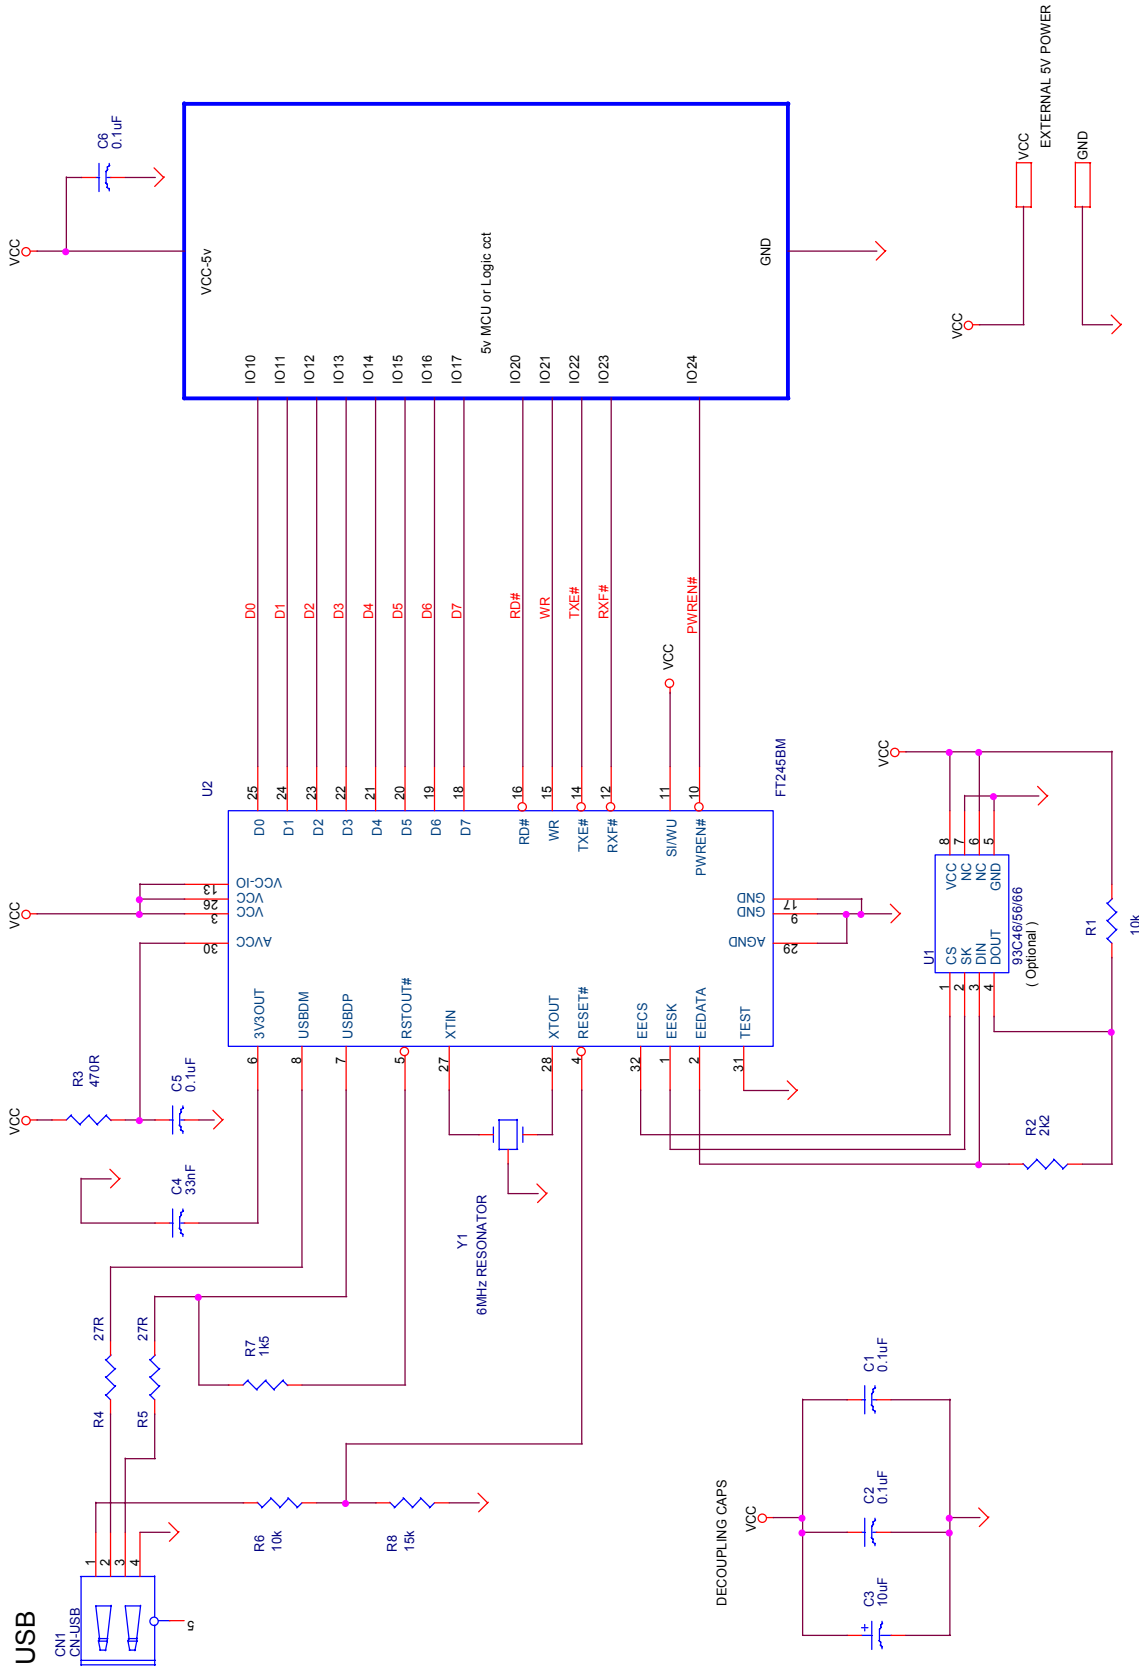 USB
CN1
CN-USB
1
2
3
4
5
R4
27R
R5
27R
R7
1k5
R6
10k
R8
15k
C4
33nF
VCC
R3
470R
C5
0.1uF
Y1
6MHz RESONATOR
VCC
U2
FT245BM
6
3V3OUT
8
USBDM
7
USBDP
5
RSTOUT#
27
XTIN
28
XTOUT
4
RESET#
32
EECS
1
EESK
2
EEDATA
31
TEST
30
AVCC
3
VCC
26
VCC
13
VCC-IO
29
AGND
9
GND
17
GND
D0
25
D1
24
D2
23
D3
22
D4
21
D5
20
D6
19
D7
18
RD#
16
WR
15
TXE#
14
RXF#
12
SI/WU
11
PWREN#
10
VCC
D0
D1
D2
D3
D4
D5
D6
D7
RD#
WR
TXE#
RXF#
PWREN#
IO10
IO11
IO12
IO13
IO14
IO15
IO16
IO17
IO20
IO21
IO22
IO23
IO24
VCC-5v
5v MCU or Logic cct
GND
VCC
C6
0.1uF
U1
93C46/56/66
( Optional )
1
CS
2
SK
3
DIN
4
DOUT
8
VCC
7
NC
6
NC
5
GND
VCC
R1
10k
R2
2k2
DECOUPLING CAPS
VCC
C3
10uF
+
C2
0.1uF
C1
0.1uF
VCC
VCC
EXTERNAL 5V POWER
GND